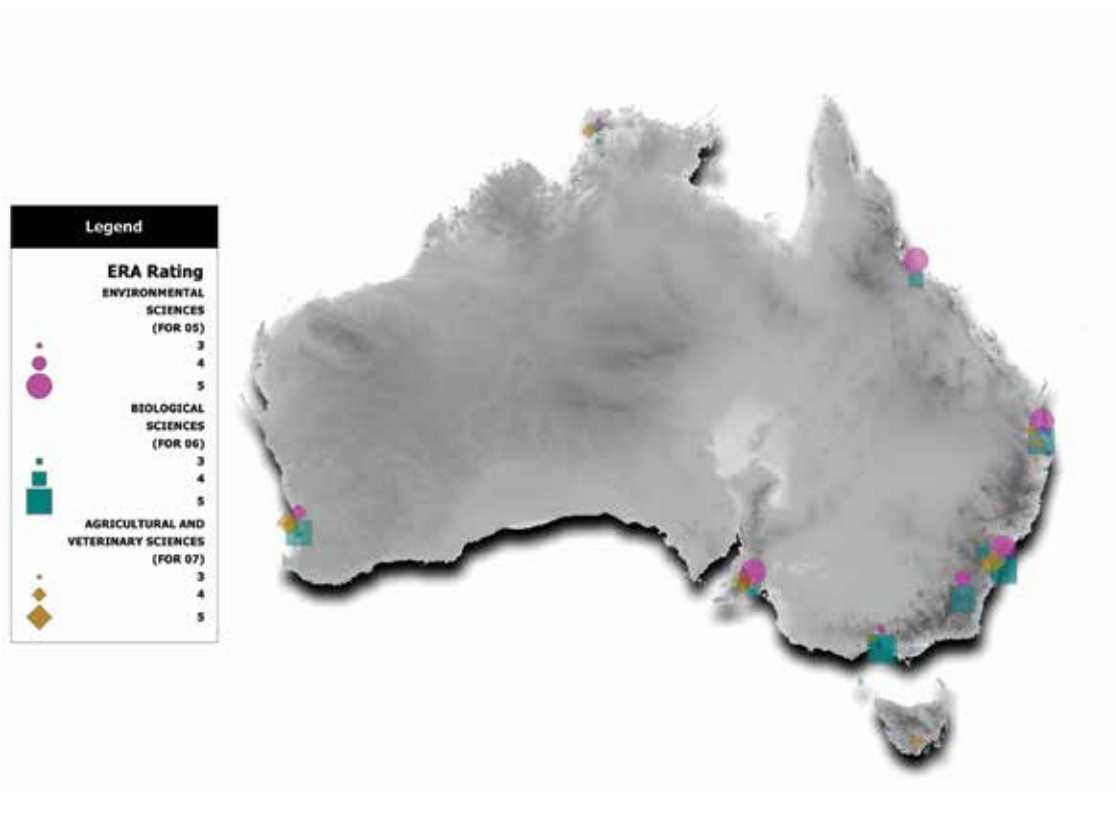 Legend
ERA Rating
ENVIRONMENTAL
SCIENCES
(FOR 05)
3
4
5
BIOLOGICAL
SCIENCES
(FOR 06)
3
4
5
AGRICULTURAL AND
VETERINARY SCIENCES
(FOR 07)
3
4
5